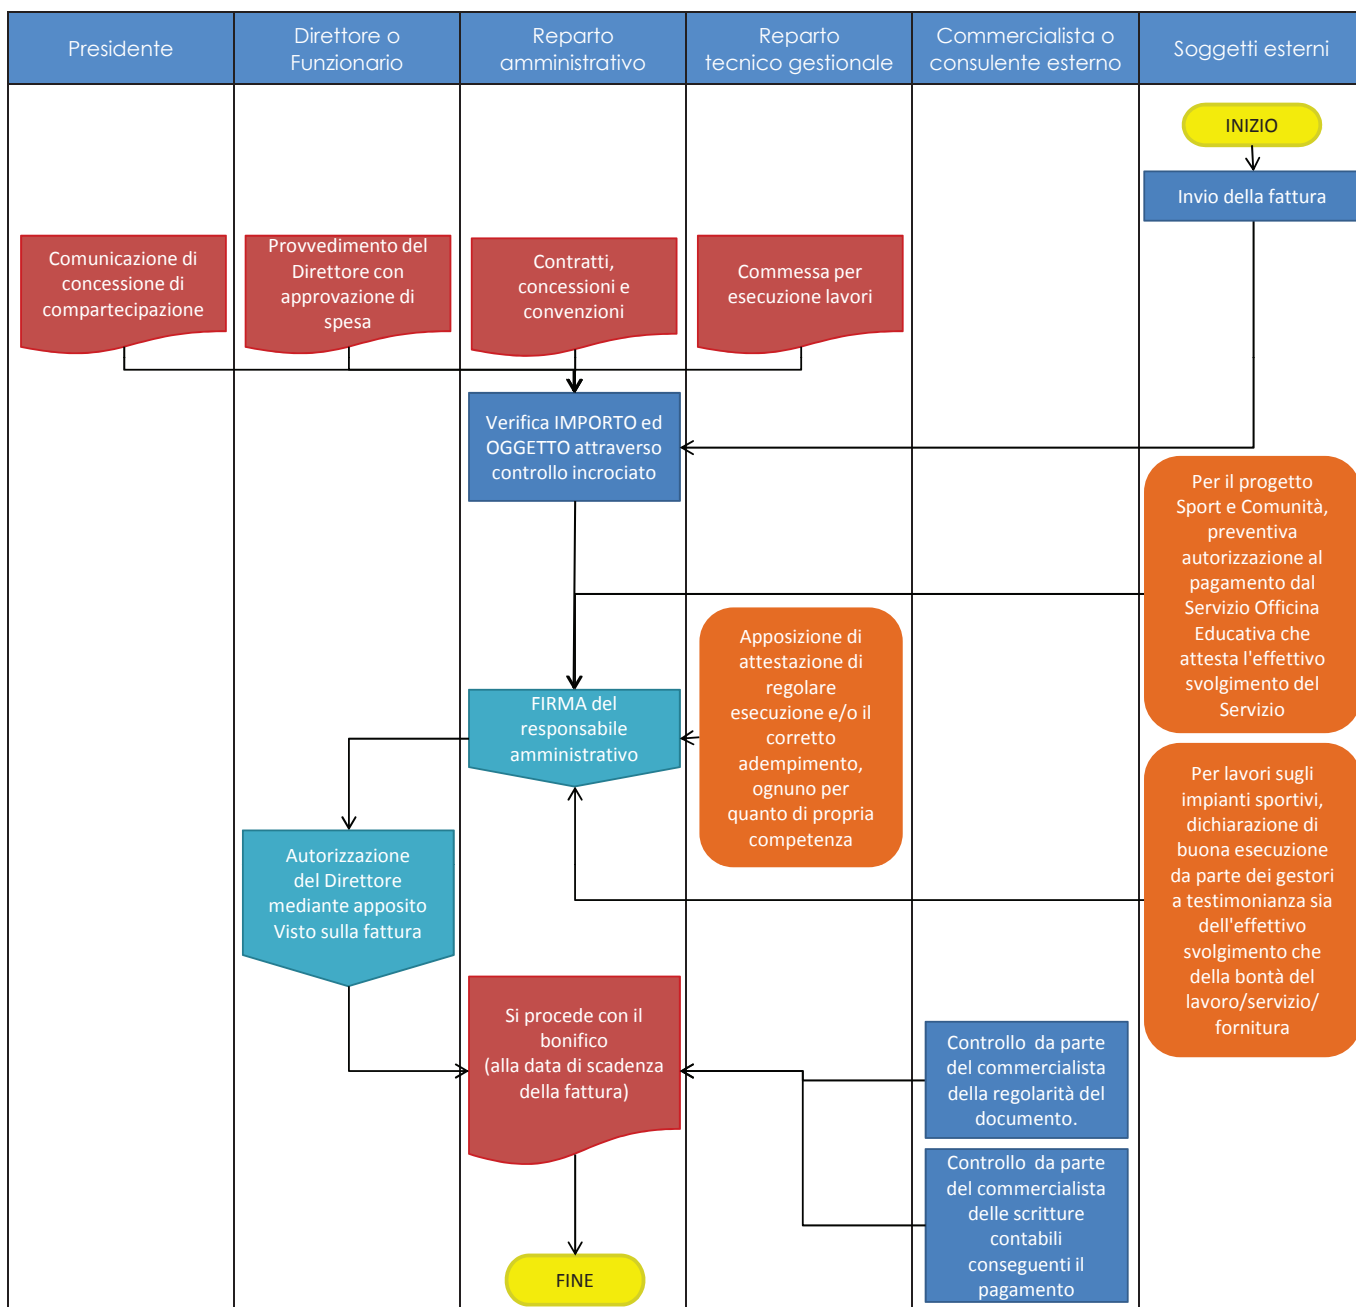 Presidente
Direttore o
Funzionario
Reparto
amministrativo
Reparto
tecnico gestionale
Commercialista o
consulente esterno
Soggetti esterni
INIZIO
Invio della fattura
Comunicazione di
concessione di
compartecipazione
Provvedimento del
Direttore con
approvazione di
spesa
Contratti,
concessioni e
convenzioni
Commessa per
esecuzione lavori
Verifica IMPORTO ed
OGGETTO attraverso
controllo incrociato
Per il progetto
Sport e Comunità,
preventiva
autorizzazione al
pagamento dal
Servizio Officina
Educativa che
attesta l'effettivo
svolgimento del
Servizio
Apposizione di
attestazione di
regolare
esecuzione e/o il
corretto
adempimento,
ognuno per
quanto di propria
competenza
FIRMA del
responsabile
amministrativo
Per lavori sugli
impianti sportivi,
dichiarazione di
buona esecuzione
da parte dei gestori
a testimonianza sia
dell'effettivo
svolgimento che
della bontà del
lavoro/servizio/
fornitura
Autorizzazione
del Direttore
mediante apposito
Visto sulla fattura
Si procede con il
bonifico
(alla data di scadenza
della fattura)
Controllo  da parte
del commercialista
della regolarità del
documento.
Controllo  da parte
del commercialista
delle scritture
contabili
conseguenti il
pagamento
FINE